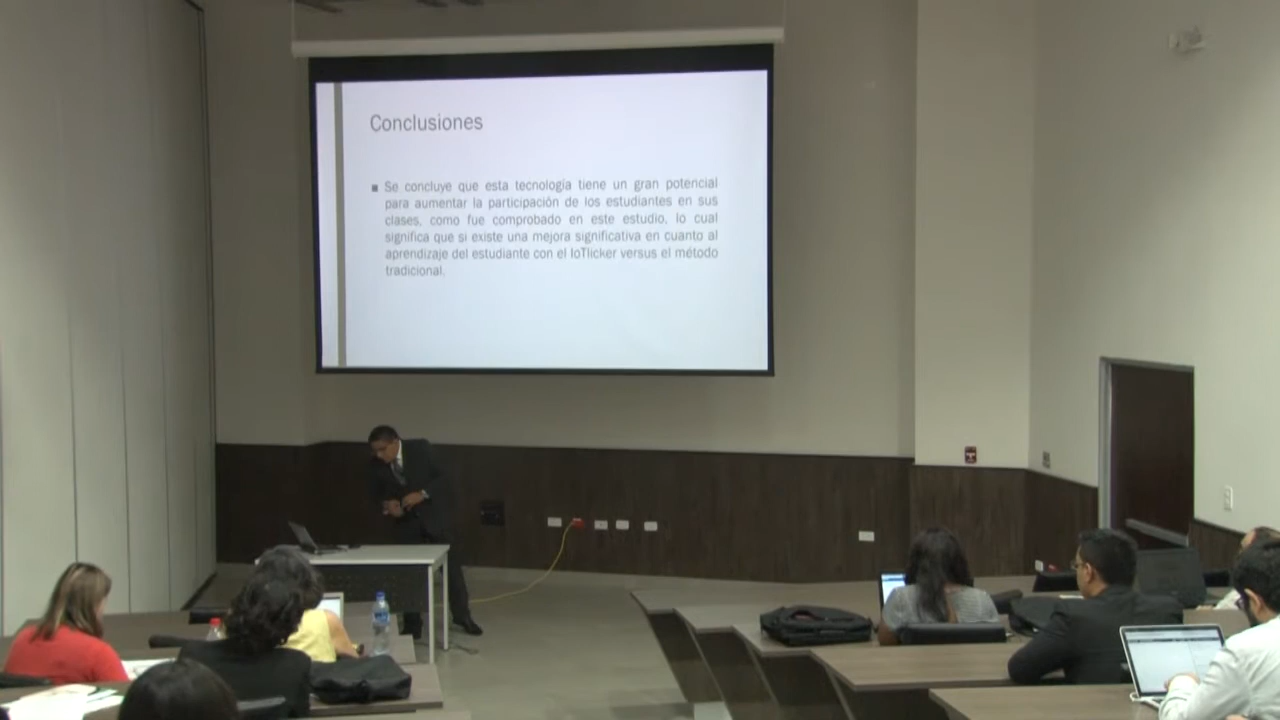 Conclusiones
Se concluye que esta tecnología tiene un gran potencial
para aumentar la participación de los estudiantes en sus
clases, como fue comprobado en este estudio, lo cual
significa que si existe una mejora significativa en cuanto al
aprendizaje del estudiante con el IoTlicker versus el método
tradicional.